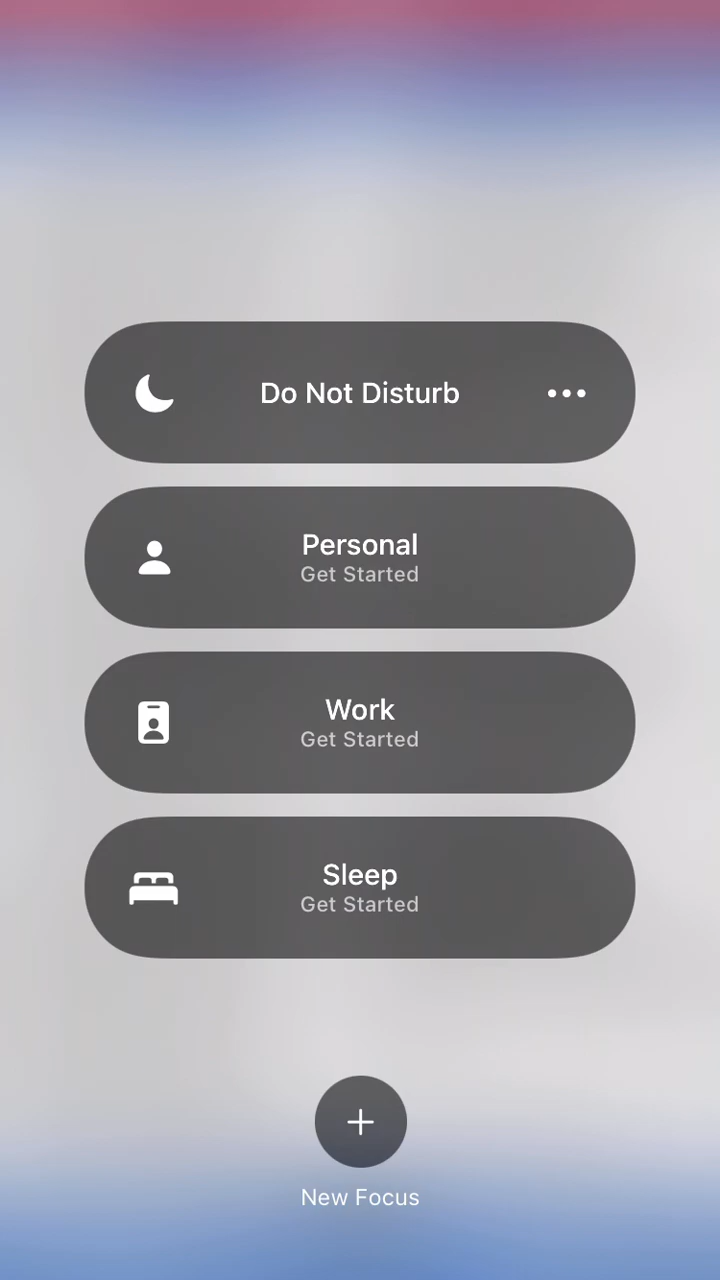 Do Not Disturb
Personal
Get Started
Work
Get Started
Sleep
Get Started
New Focus